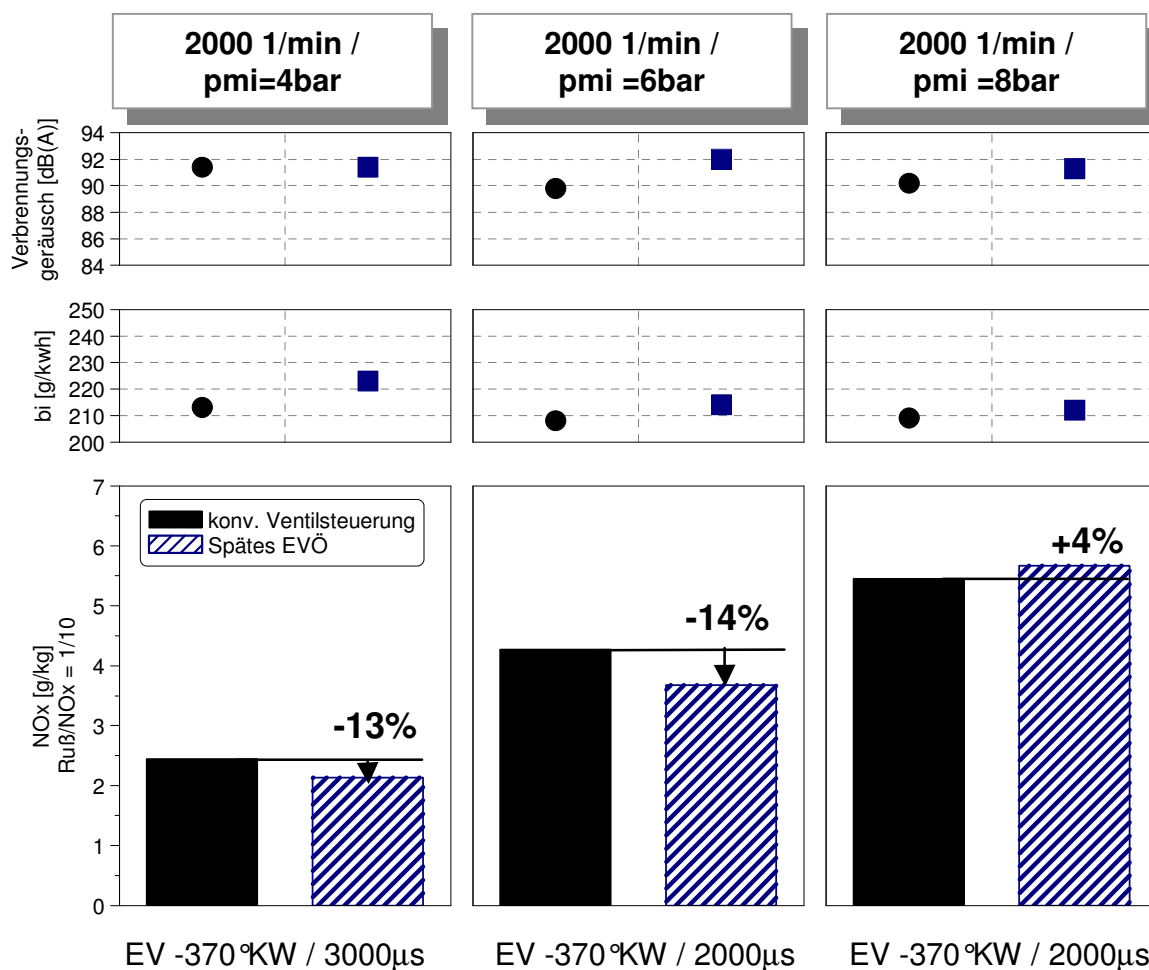 2000 1/min /
pmi=4bar
2000 1/min /
pmi =6bar
2000 1/min /
pmi =8bar
Verbrennungs-
geräusch [dB(A)]
94
92
90
88
86
84
bi [g/kwh]
250
240
230
220
210
200
NOx [g/kg]
Ruß/NOx = 1/10
7
6
5
4
3
2
1
0
konv. Ventilsteuerung
Spätes EVÖ
-13%
-14%
+4%
EV -370°KW / 3000µs
EV -370°KW / 2000µs
EV -370°KW / 2000µs